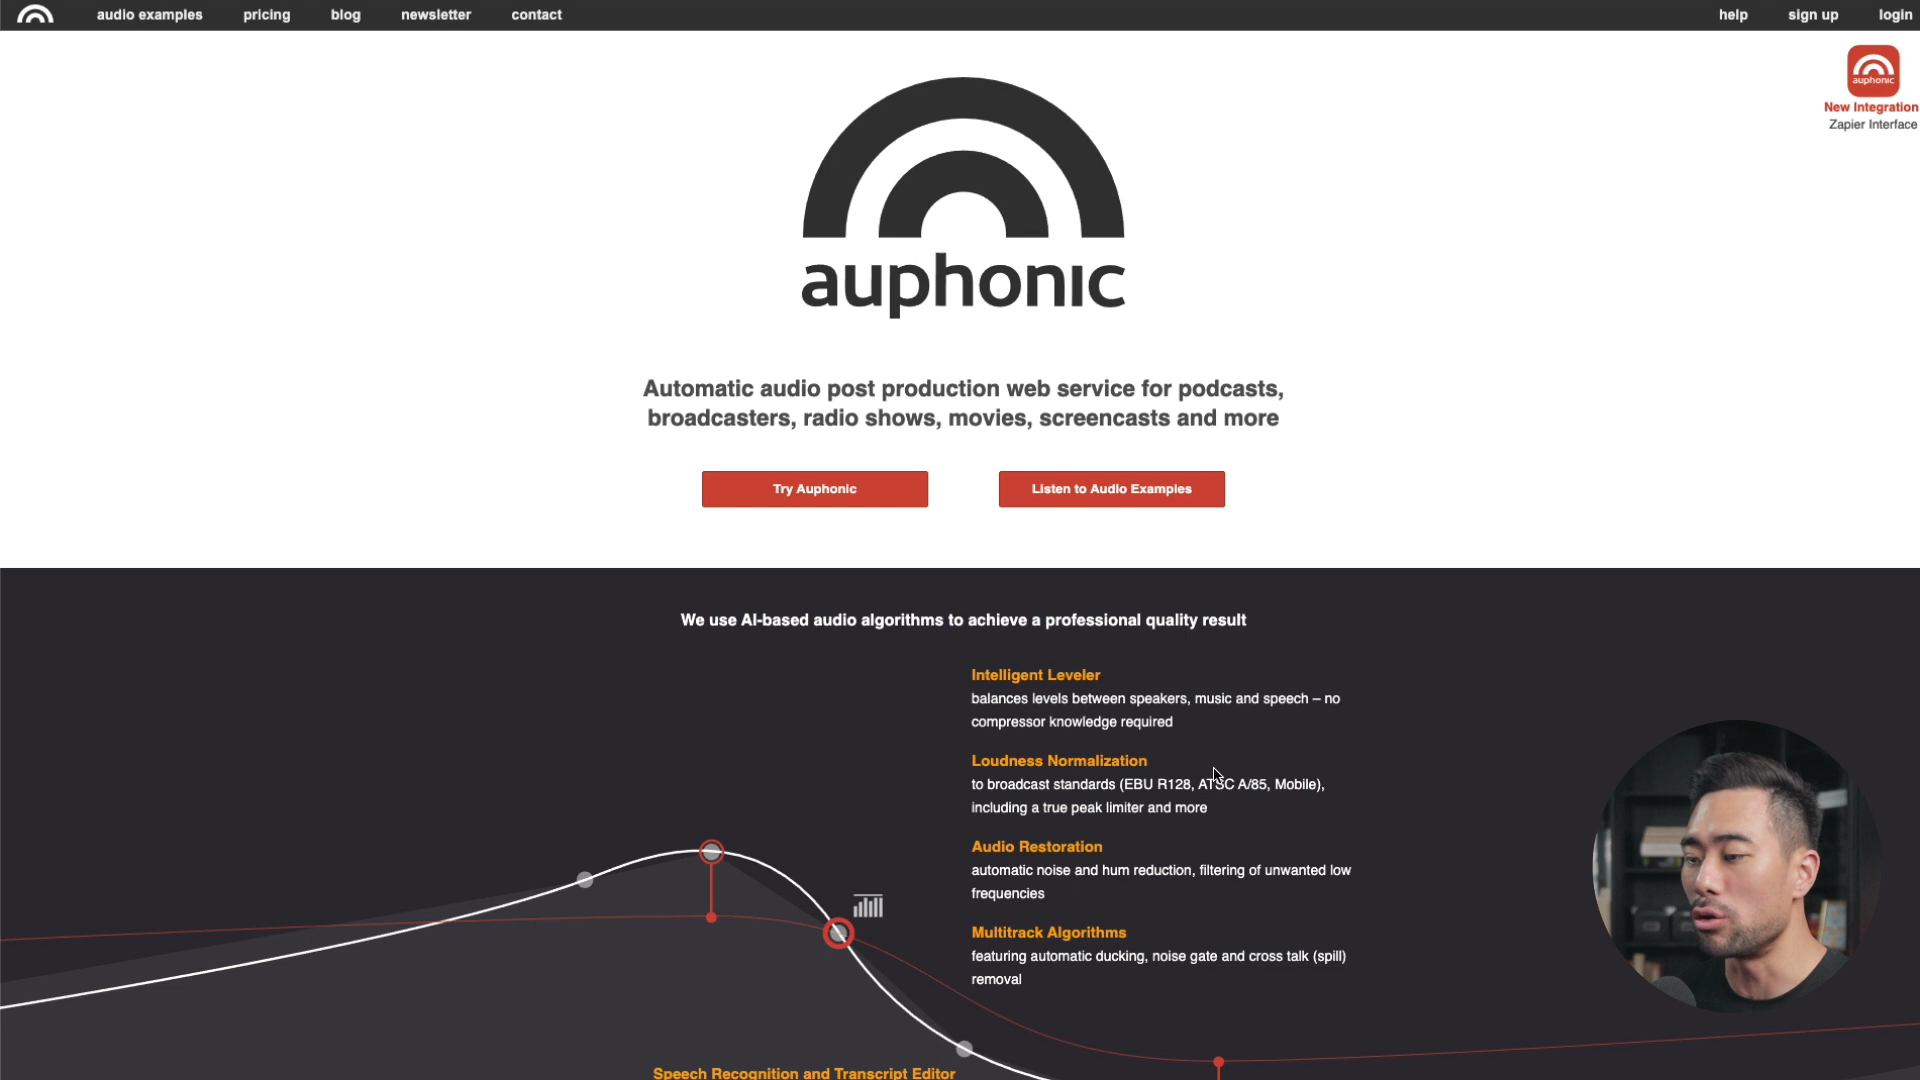 audio examples pricing blog newsletter contact help sign up login
auphonic
New Integration
Zapier Interface
auphonic
Automatic audio post production web service for podcasts,
broadcasters, radio shows, movies, screencasts and more
Try Auphonic Listen to Audio Examples
We use AI-based audio algorithms to achieve a professional quality result
Intelligent Leveler
balances levels between speakers, music and speech – no
compressor knowledge required
Loudness Normalization
to broadcast standards (EBU R128, ATSC A/85, Mobile),
including a true peak limiter and more
Audio Restoration
automatic noise and hum reduction, filtering of unwanted low
frequencies
Multitrack Algorithms
featuring automatic ducking, noise gate and cross talk (spill)
removal
Speech Recognition and Transcript Editor